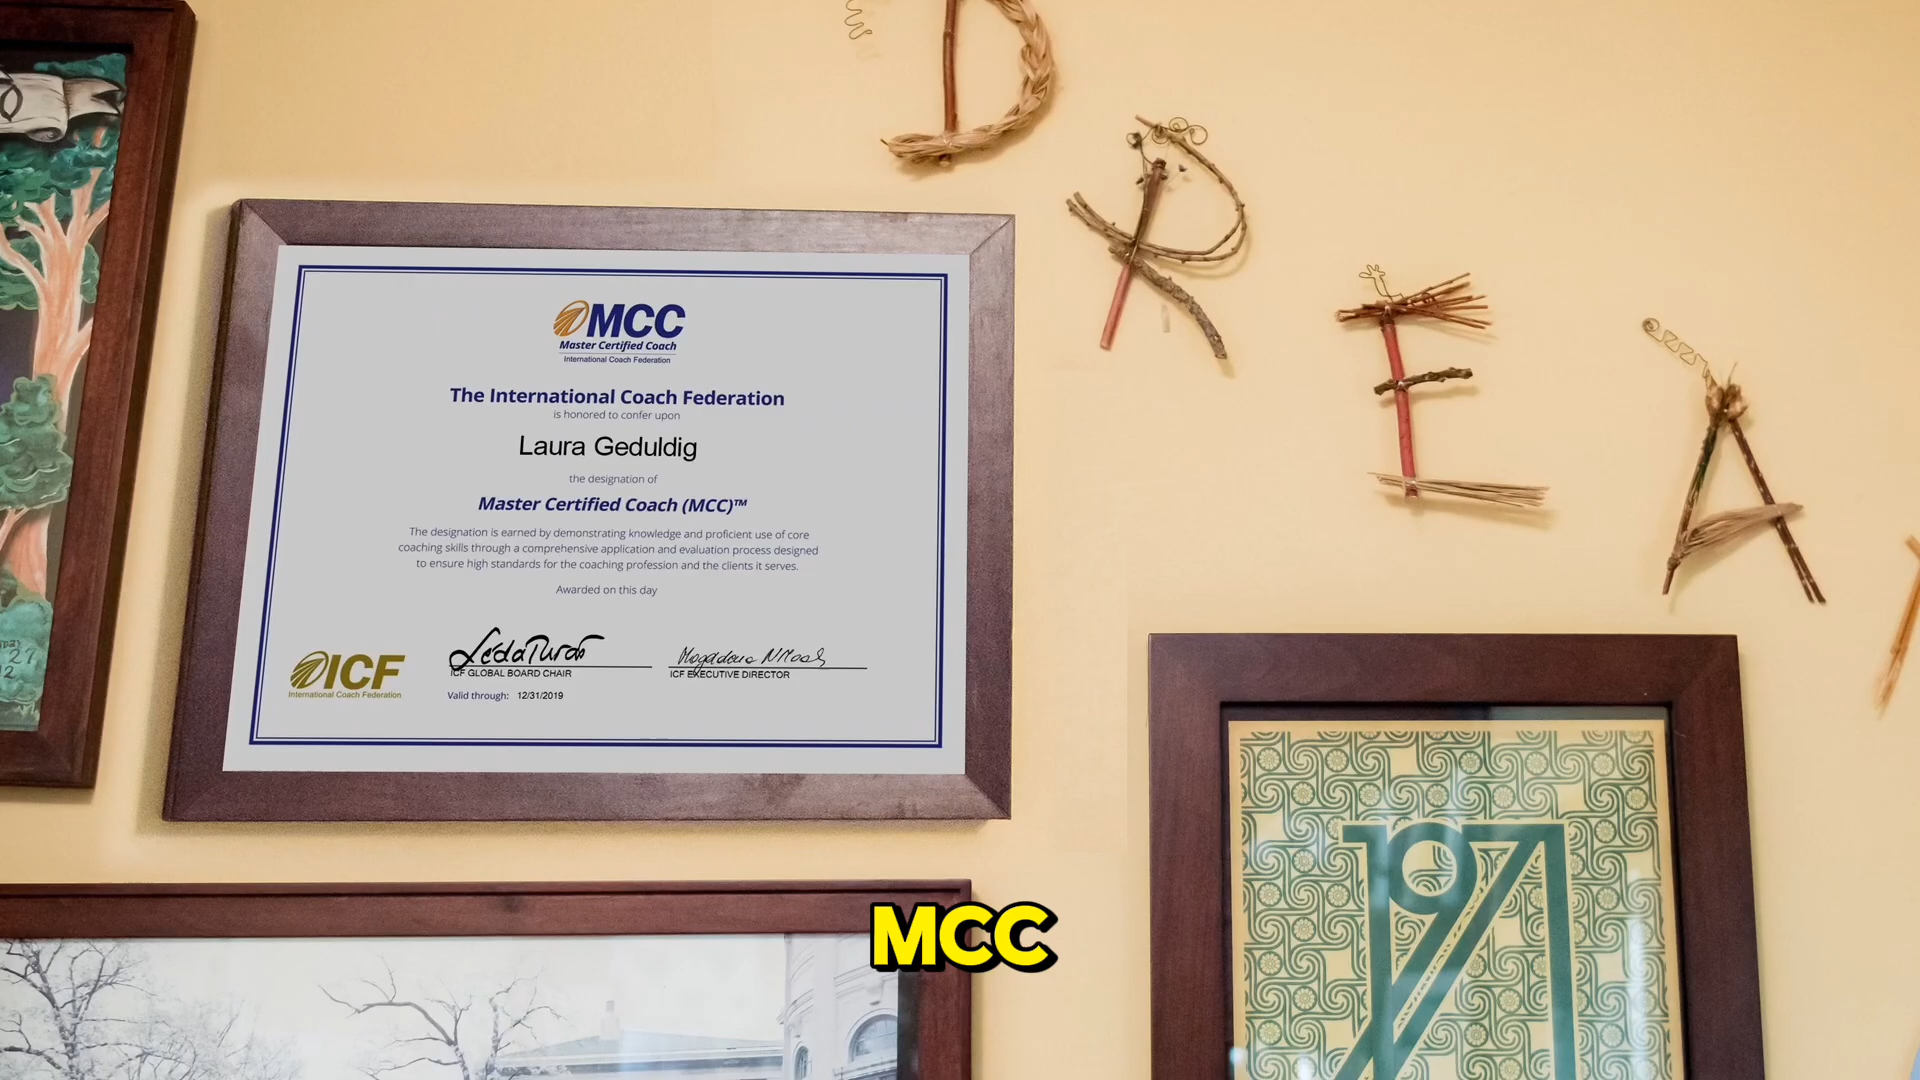 D
R
E
A
MCC
Master Certified Coach
International Coach Federation
The International Coach Federation
is honored to confer upon
Laura Geduldig
the designation of
Master Certified Coach (MCC)™
The designation is earned by demonstrating knowledge and proficient use of core
coaching skills through a comprehensive application and evaluation process designed
to ensure high standards for the coaching profession and the clients it serves.
Awarded on this day
ICF
International Coach Federation
ICF GLOBAL BOARD CHAIR
ICF EXECUTIVE DIRECTOR
Valid through: 12/31/2019
27
1971
MCC